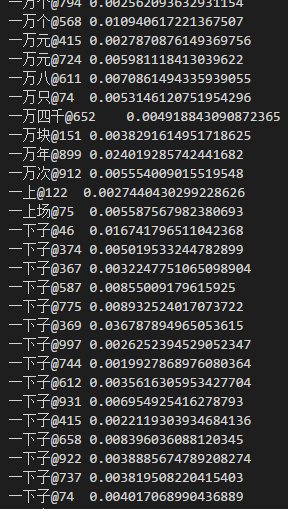 一万个@794 0.002562093632931154
一万个@568 0.010940617221367507
一万元@415 0.0027870876149369756
一万元@724 0.005981118413039622
一万八@611 0.0070861494335939055
一万只@74 0.0053146120751954296
一万四千@652 0.004918843090872365
一万块@151 0.0038291614951718625
一万年@899 0.024019285742441682
一万次@912 0.005554009015519548
一上@122 0.0027440430299228626
一上场@75 0.005587567982380693
一下子@46 0.016741796511042368
一下子@374 0.005019533244782899
一下子@367 0.0032247751065098904
一下子@587 0.00855009179615925
一下子@775 0.008932524017073722
一下子@369 0.036787894965053615
一下子@997 0.0026252394529052347
一下子@744 0.0019927868976080364
一下子@612 0.0035616305953427704
一下子@931 0.006954925416278793
一下子@415 0.0022119303934684136
一下子@658 0.008396036088120345
一下子@922 0.0038885674789208274
一下子@737 0.003819508220415403
一下子@74 0.004017068990436889